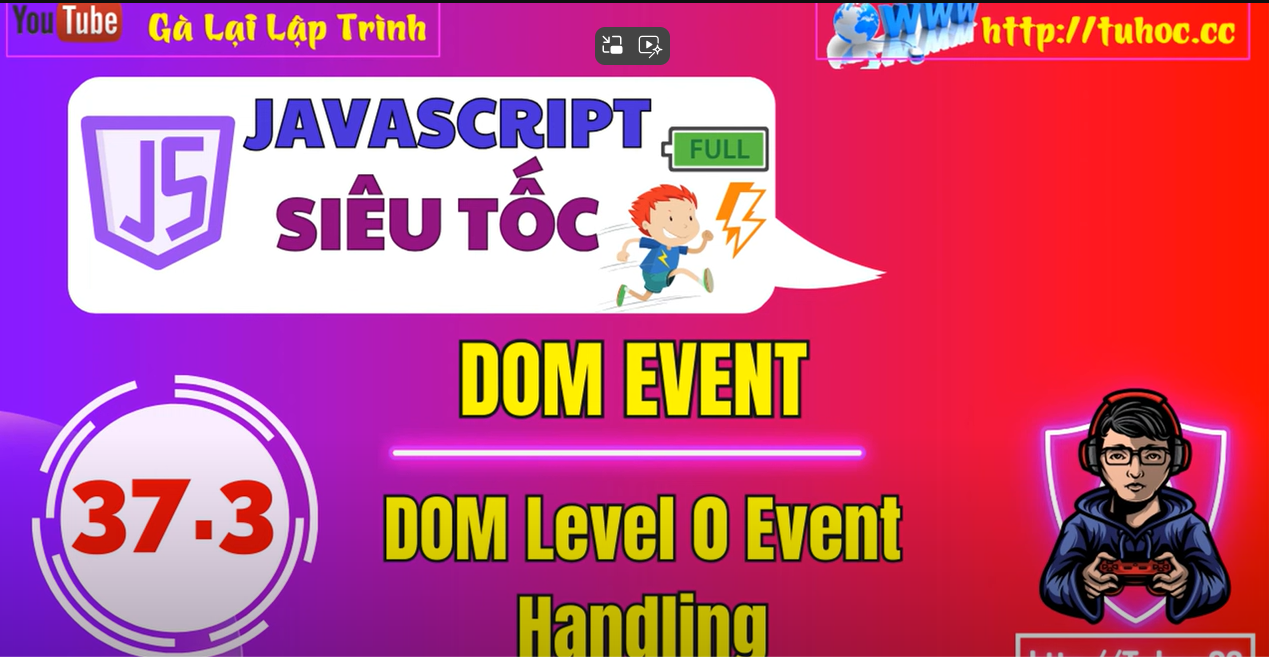 YouTube Gà Lại Lập Trình
WWW http://tuhoc.cc
JS
JAVASCRIPT
FULL
SIÊU TỐC
DOM EVENT
37.3
DOM Level 0 Event
Handling